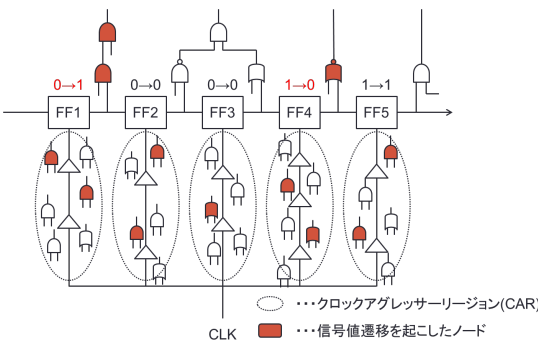 0→1 0→0 0→0 1→0 1→1
FF1 FF2 FF3 FF4 FF5
･･･クロックアグレッサーリージョン(CAR)
CLK ･･･信号値遷移を起こしたノード